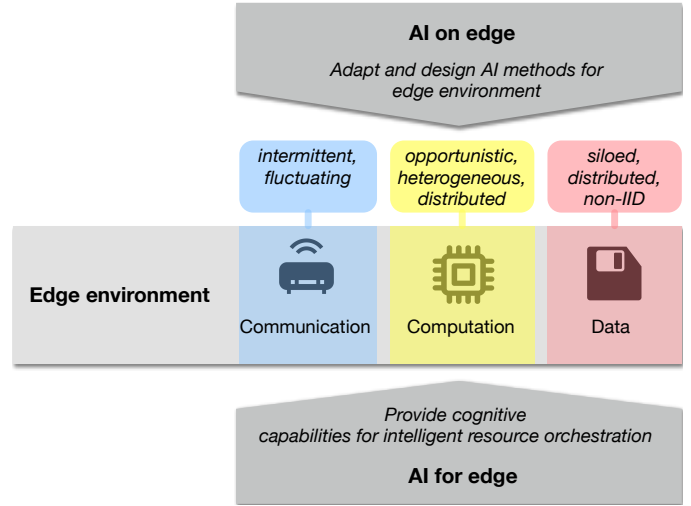 AI on edge
Adapt and design AI methods for
edge environment
intermittent,
fluctuating
opportunistic,
heterogeneous,
distributed
siloed,
distributed,
non-IID
Edge environment
Communication
Computation
Data
Provide cognitive
capabilities for intelligent resource orchestration
AI for edge